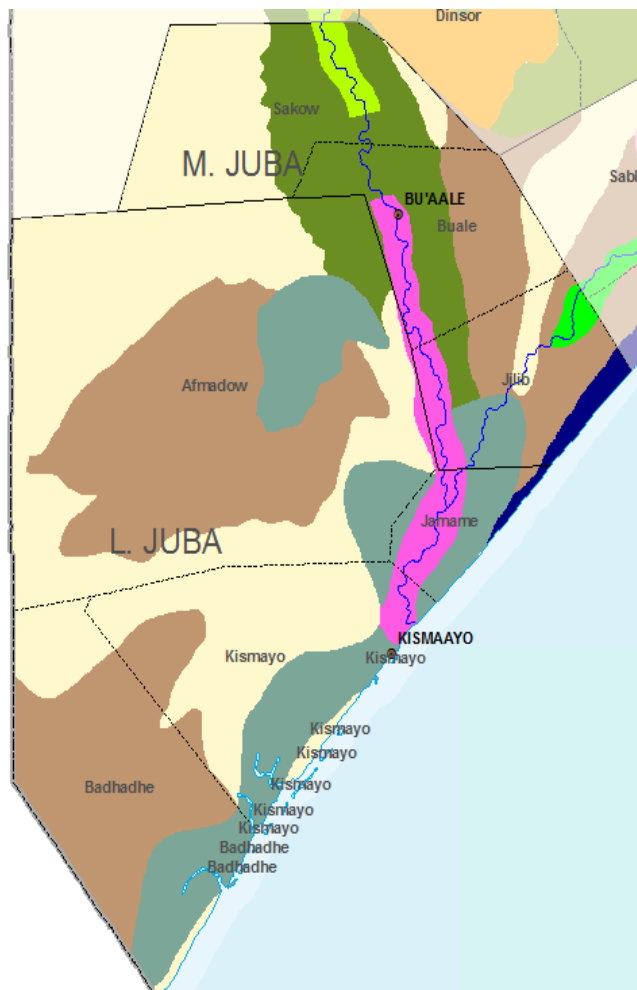 Dinsor
Sakow
M. JUBA
Sabl
BU'AALE
Buale
Afmadow
Jilib
Jamame
L. JUBA
KISMAAYO
Kismayo
Kismayo
Kismayo
Kismayo
Badhadhe
Kismayo
Kismayo
Kismayo
Badhadhe
Badhadhe